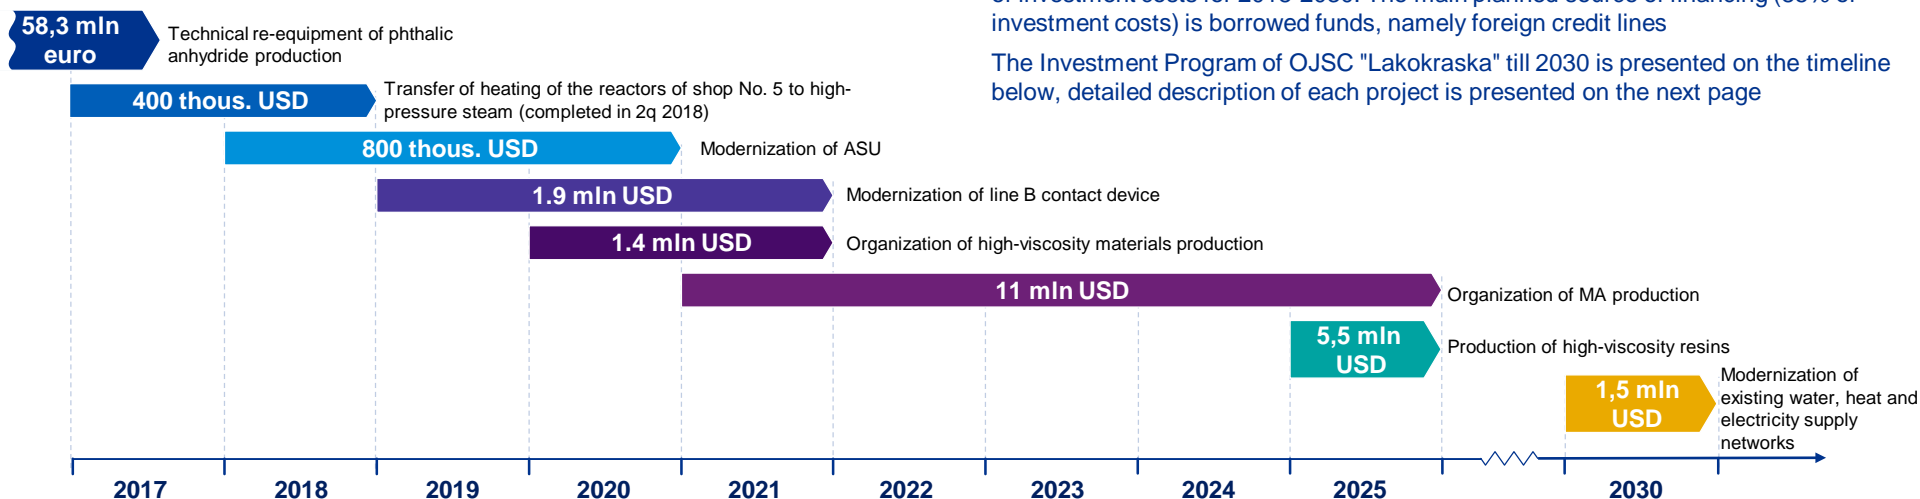 investment costs) is borrowed funds, namely foreign credit lines
The Investment Program of OJSC "Lakokraska" till 2030 is presented on the timeline
below, detailed description of each project is presented on the next page
58,3 mln
euro
Technical re-equipment of phthalic
anhydride production
400 thous. USD
Transfer of heating of the reactors of shop No. 5 to high-
pressure steam (completed in 2q 2018)
800 thous. USD
Modernization of ASU
1.9 mln USD
Modernization of line B contact device
1.4 mln USD
Organization of high-viscosity materials production
11 mln USD
Organization of MA production
5,5 mln
USD
Production of high-viscosity resins
1,5 mln
USD
Modernization of
existing water, heat and
electricity supply
networks
2017
2018
2019
2020
2021
2022
2023
2024
2025
2030